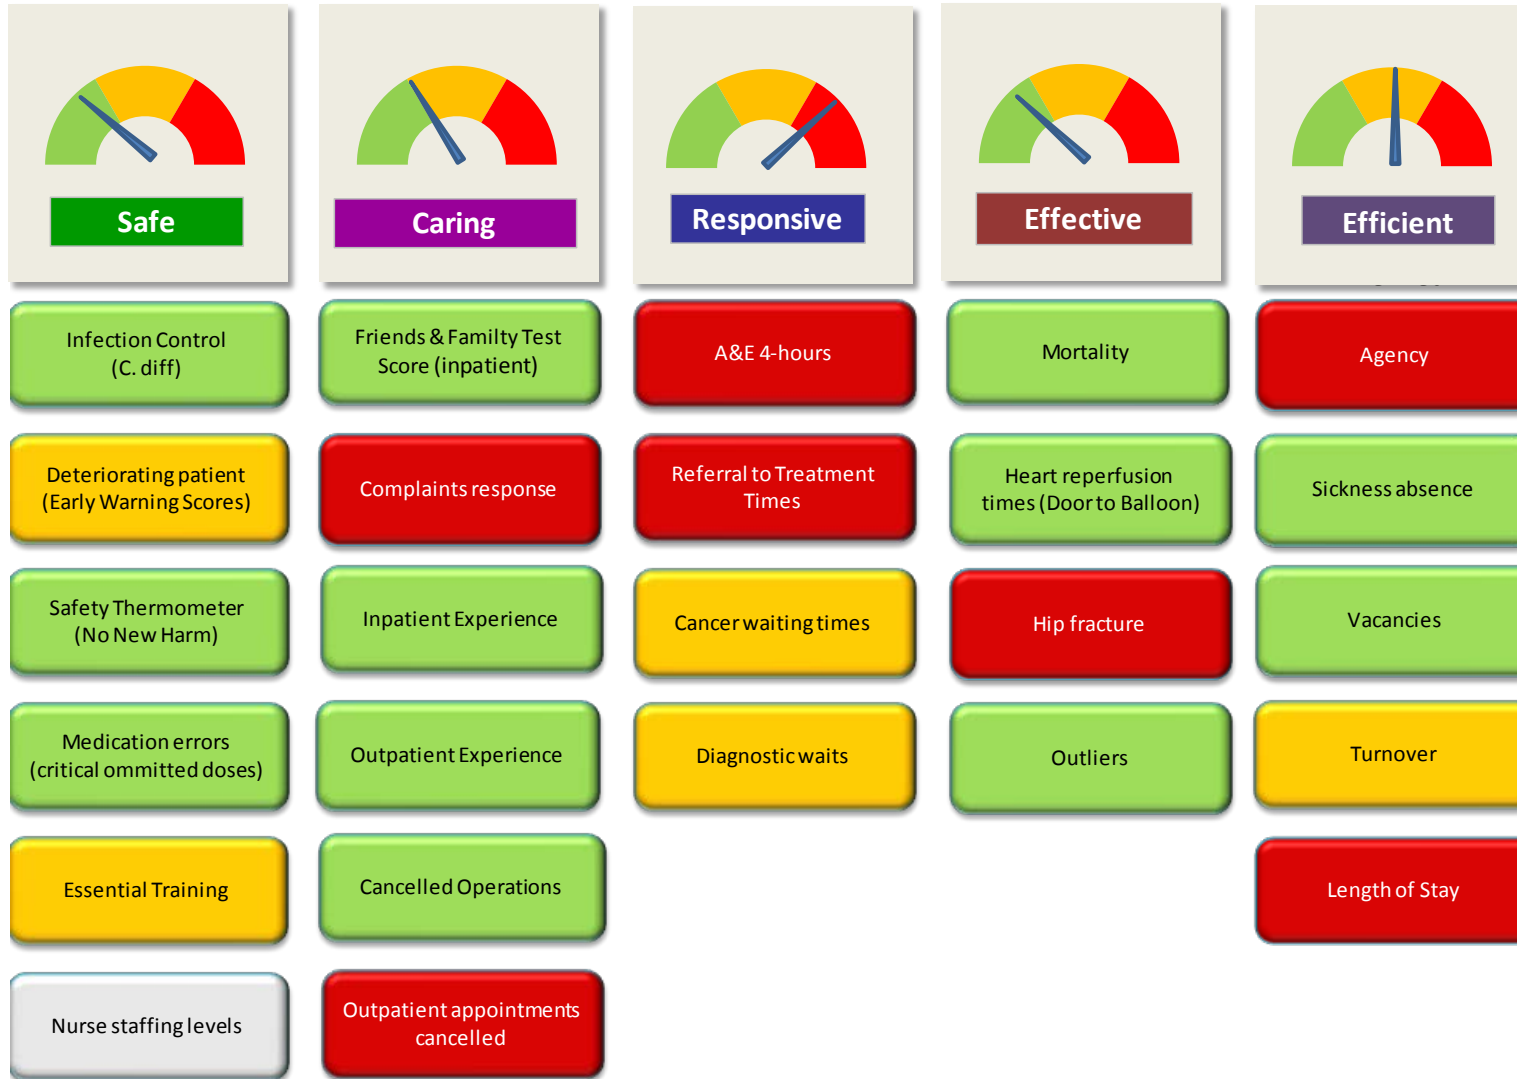 Safe
Caring
Responsive
Effective
Efficient
Infection Control
(C. diff)
Deteriorating patient
(Early Warning Scores)
Safety Thermometer
(No New Harm)
Medication errors
(critical ommitted doses)
Essential Training
Nurse staffing levels
Friends & Familty Test
Score (inpatient)
Complaints response
Inpatient Experience
Outpatient Experience
Cancelled Operations
Outpatient appointments
cancelled
A&E 4-hours
Referral to Treatment
Times
Cancer waiting times
Diagnostic waits
Mortality
Heart reperfusion
times (Door to Balloon)
Hip fracture
Outliers
Agency
Sickness absence
Vacancies
Turnover
Length of Stay